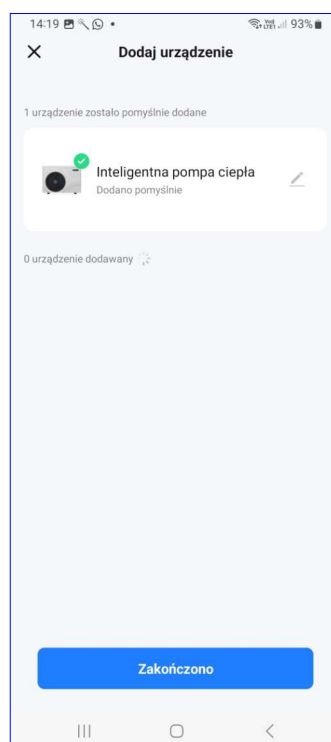 14:19 93%
Dodaj urządzenie
1 urządzenie zostało pomyślnie dodane
Inteligentna pompa ciepła
Dodano pomyślnie
0 urządzenie dodawany
Zakończono